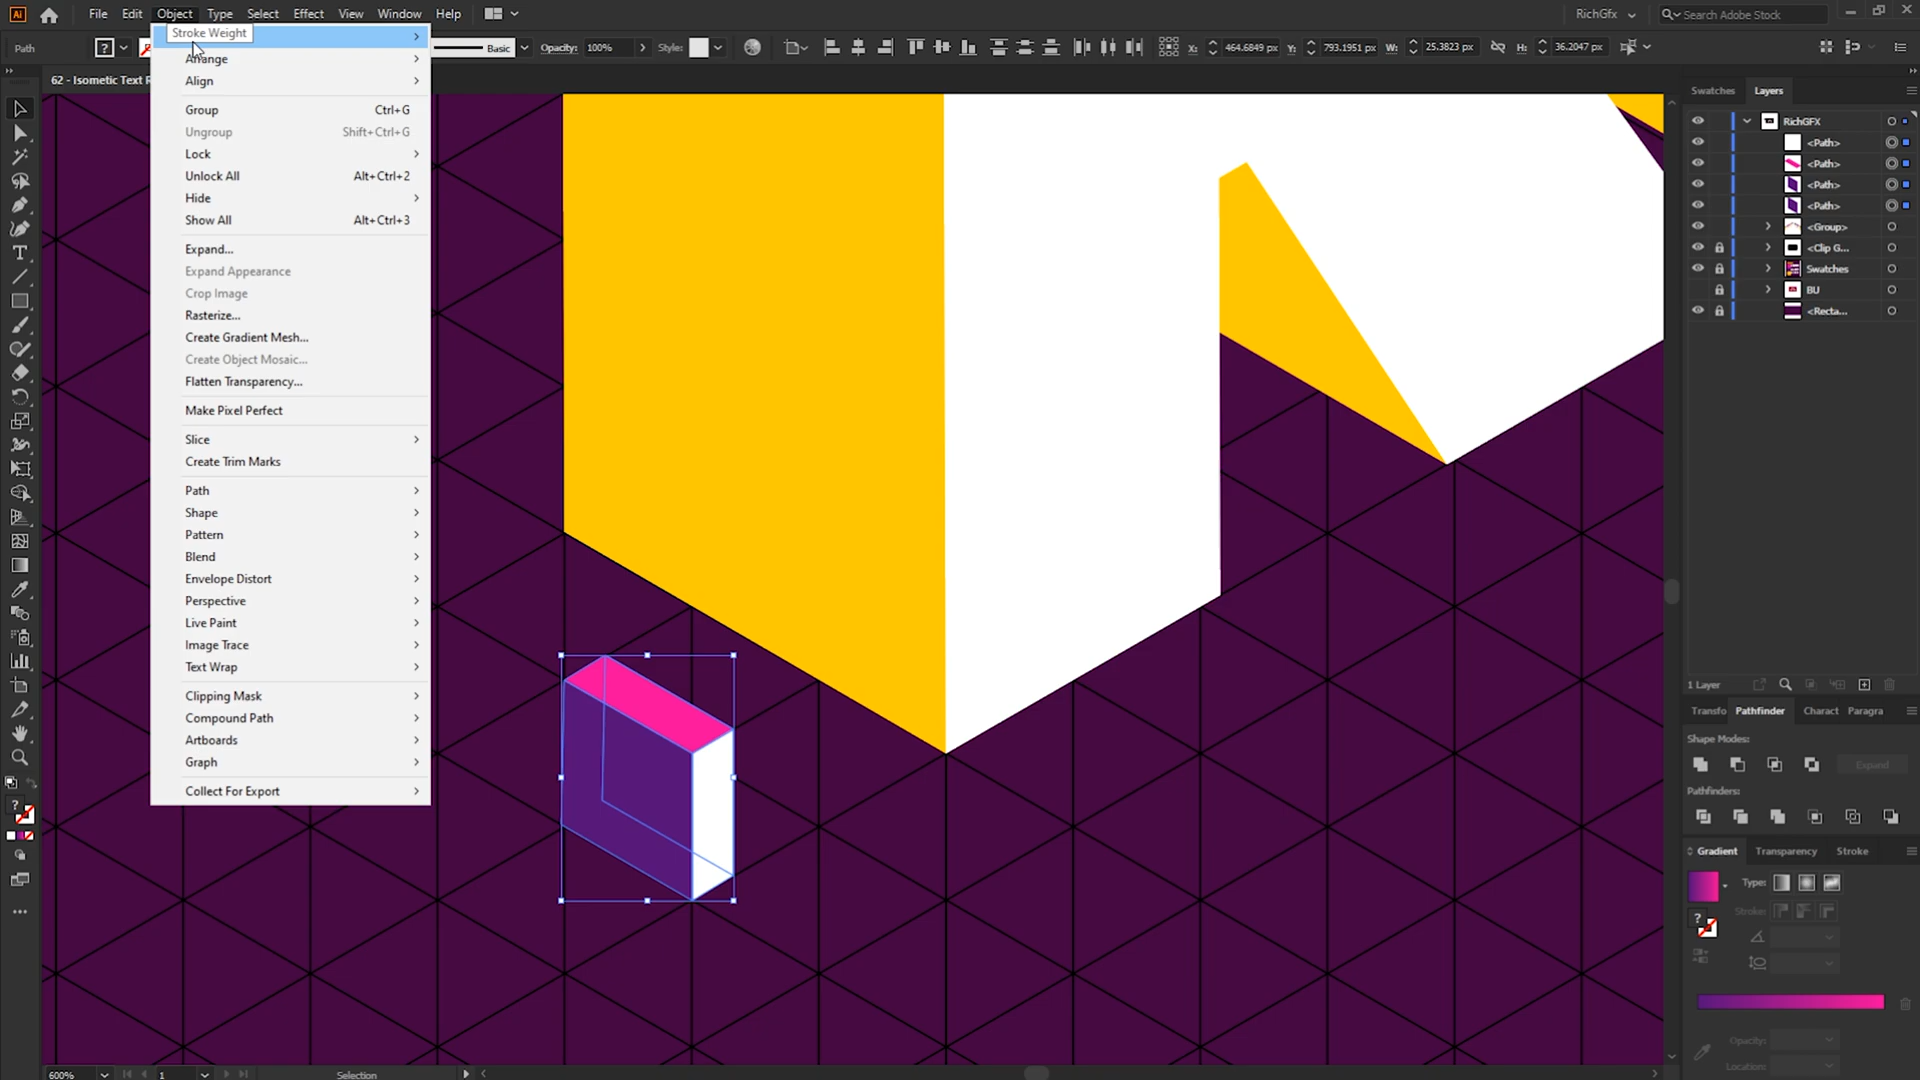 File Edit Object Type Select Effect View Window Help
RichGfx
Search Adobe Stock
Path
Stroke Weight
Basic
Opacity: 100%
Style:
X: 464.6849 px
Y: 793.1951 px
W: 25.3823 px
H: 36.2047 px
62 - Isometic Text
Arrange
Align
Group Ctrl+G
Ungroup Shift+Ctrl+G
Lock
Unlock All Alt+Ctrl+2
Hide
Show All Alt+Ctrl+3
Expand...
Expand Appearance
Crop Image
Rasterize...
Create Gradient Mesh...
Create Object Mosaic...
Flatten Transparency...
Make Pixel Perfect
Slice
Create Trim Marks
Path
Shape
Pattern
Blend
Envelope Distort
Perspective
Live Paint
Image Trace
Text Wrap
Clipping Mask
Compound Path
Artboards
Graph
Collect For Export
Swatches Layers
RichGFX
<Path>
<Path>
<Path>
<Path>
<Group>
<Clip G...
Swatches
BU
<Recta...
1 Layer
Transfo Pathfinder Charact Paragra
Shape Modes:
Expand
Pathfinders:
Gradient Transparency Stroke
Type:
Stroke:
Opacity:
Location:
600%
1
Selection